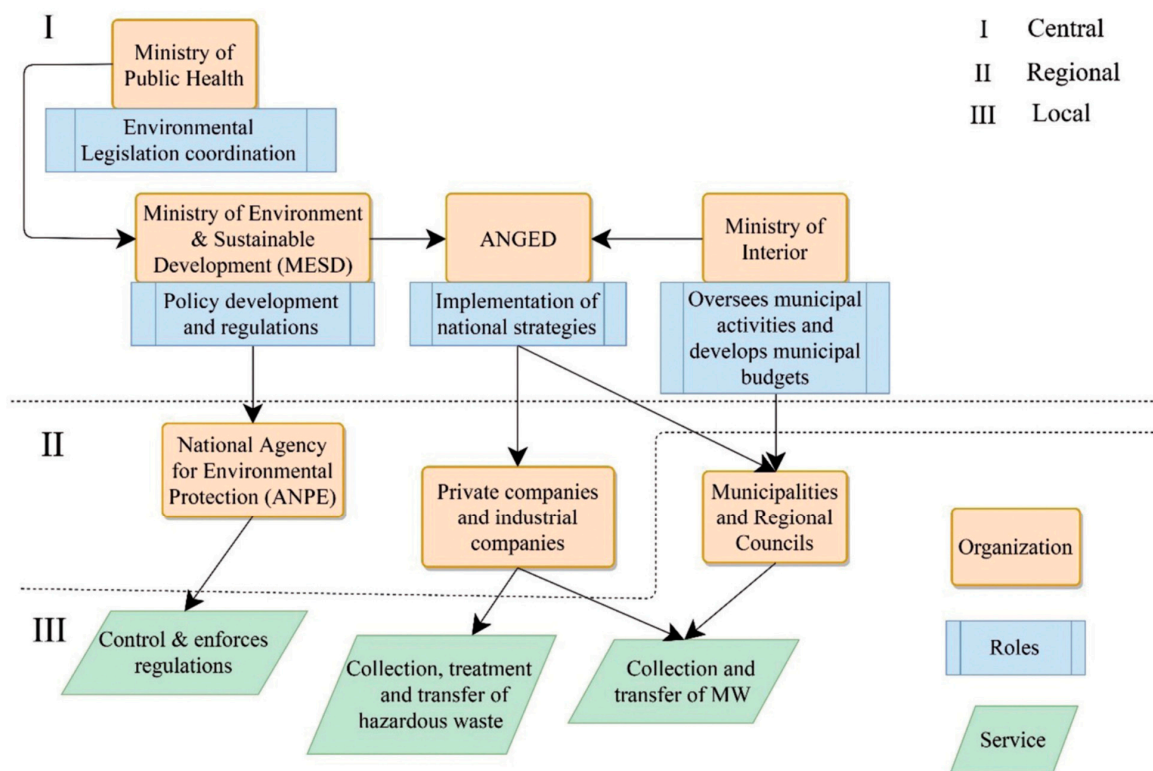 I
Ministry of
Public Health
Environmental
Legislation coordination
I Central
II Regional
III Local
Ministry of Environment
& Sustainable
Development (MESD)
Policy development
and regulations
ANGED
Implementation of
national strategies
Ministry of
Interior
Oversees municipal
activities and
develops municipal
budgets
II
National Agency
for Environmental
Protection (ANPE)
Private companies
and industrial
companies
Municipalities
and Regional
Councils
Organization
III
Control & enforces
regulations
Collection, treatment
and transfer of
hazardous waste
Collection and
transfer of MW
Roles
Service